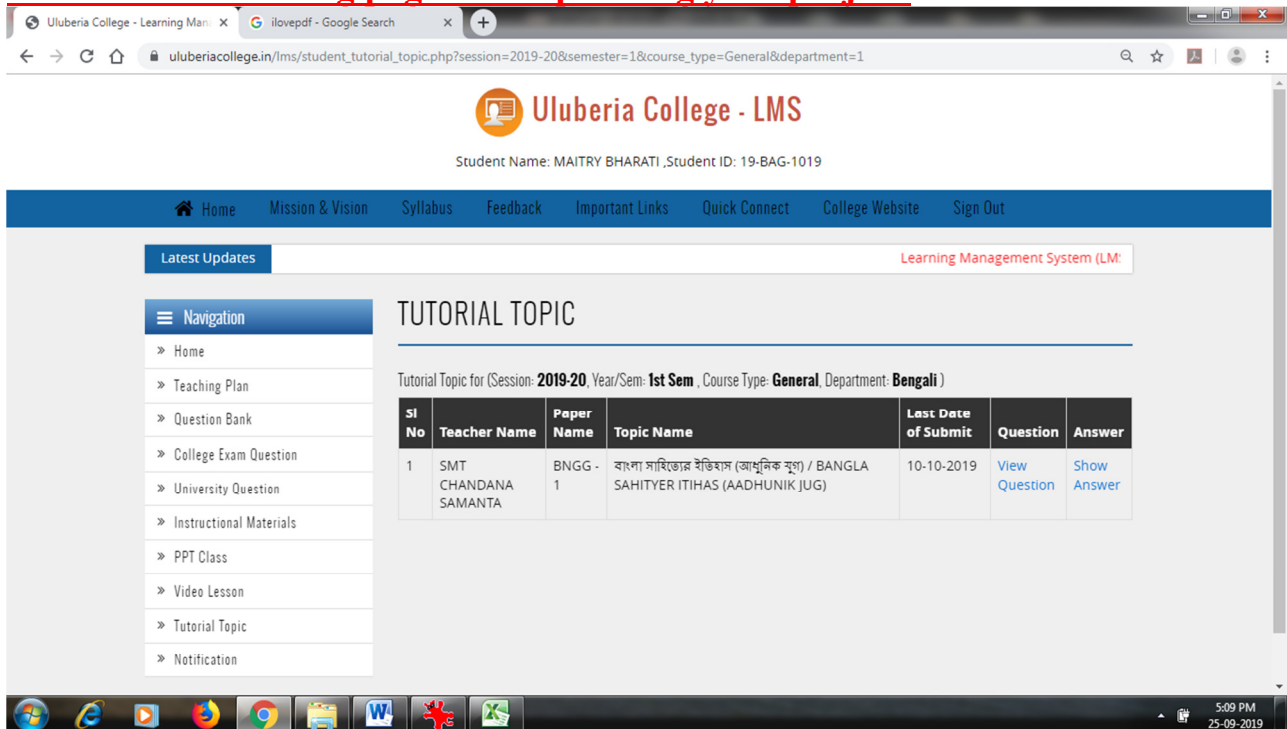 Uluberia College - Learning Man
ilovepdf - Google Search
uluberiacollege.in/lms/student_tutorial_topic.php?session=2019-20&semester=1&course_type=General&department=1
Uluberia College - LMS
Student Name: MAITRY BHARATI ,Student ID: 19-BAG-1019
Home Mission & Vision Syllabus Feedback Important Links Quick Connect College Website Sign Out
Latest Updates
Learning Management System (LM
Navigation
» Home
» Teaching Plan
» Question Bank
» College Exam Question
» University Question
» Instructional Materials
» PPT Class
» Video Lesson
» Tutorial Topic
» Notification
TUTORIAL TOPIC
Tutorial Topic for (Session: 2019-20, Year/Sem: 1st Sem , Course Type: General, Department: Bengali )
Sl No Teacher Name Paper Name Topic Name Last Date of Submit Question Answer
1 SMT BNGG - বাংলা সাহিত্যের ইতিহাস (আধুনিক যুগ) / BANGLA 10-10-2019 View Show
CHANDANA 1 SAHITYER ITIHAS (AADHUNIK JUG) Question Answer
SAMANTA
5:09 PM
25-09-2019